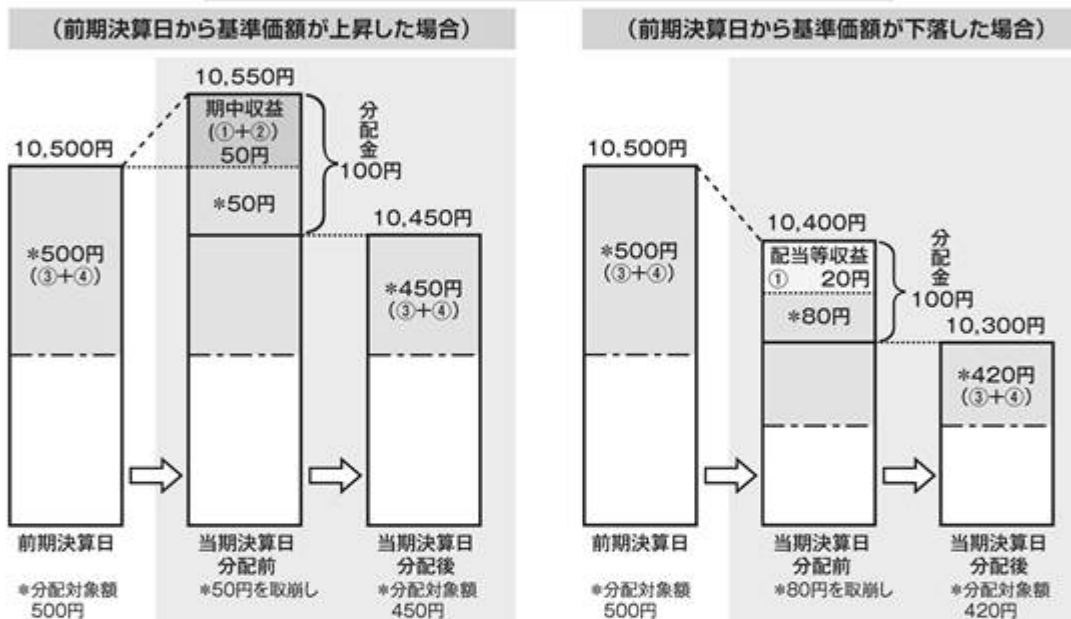 (前期決算日から基準価額が上昇した場合)
10,550円
期中収益
(①+②)
50円
*50円
分配金
100円
10,500円
*500円
(③+④)
10,450円
*450円
(③+④)
前期決算日
*分配対象額
500円
当期決算日
分配前
*50円を取崩し
当期決算日
分配後
*分配対象額
450円
(前期決算日から基準価額が下落した場合)
10,500円
*500円
(③+④)
10,400円
配当等収益
① 20円
*80円
分配金
100円
10,300円
*420円
(③+④)
前期決算日
*分配対象額
500円
当期決算日
分配前
*80円を取崩し
当期決算日
分配後
*分配対象額
420円